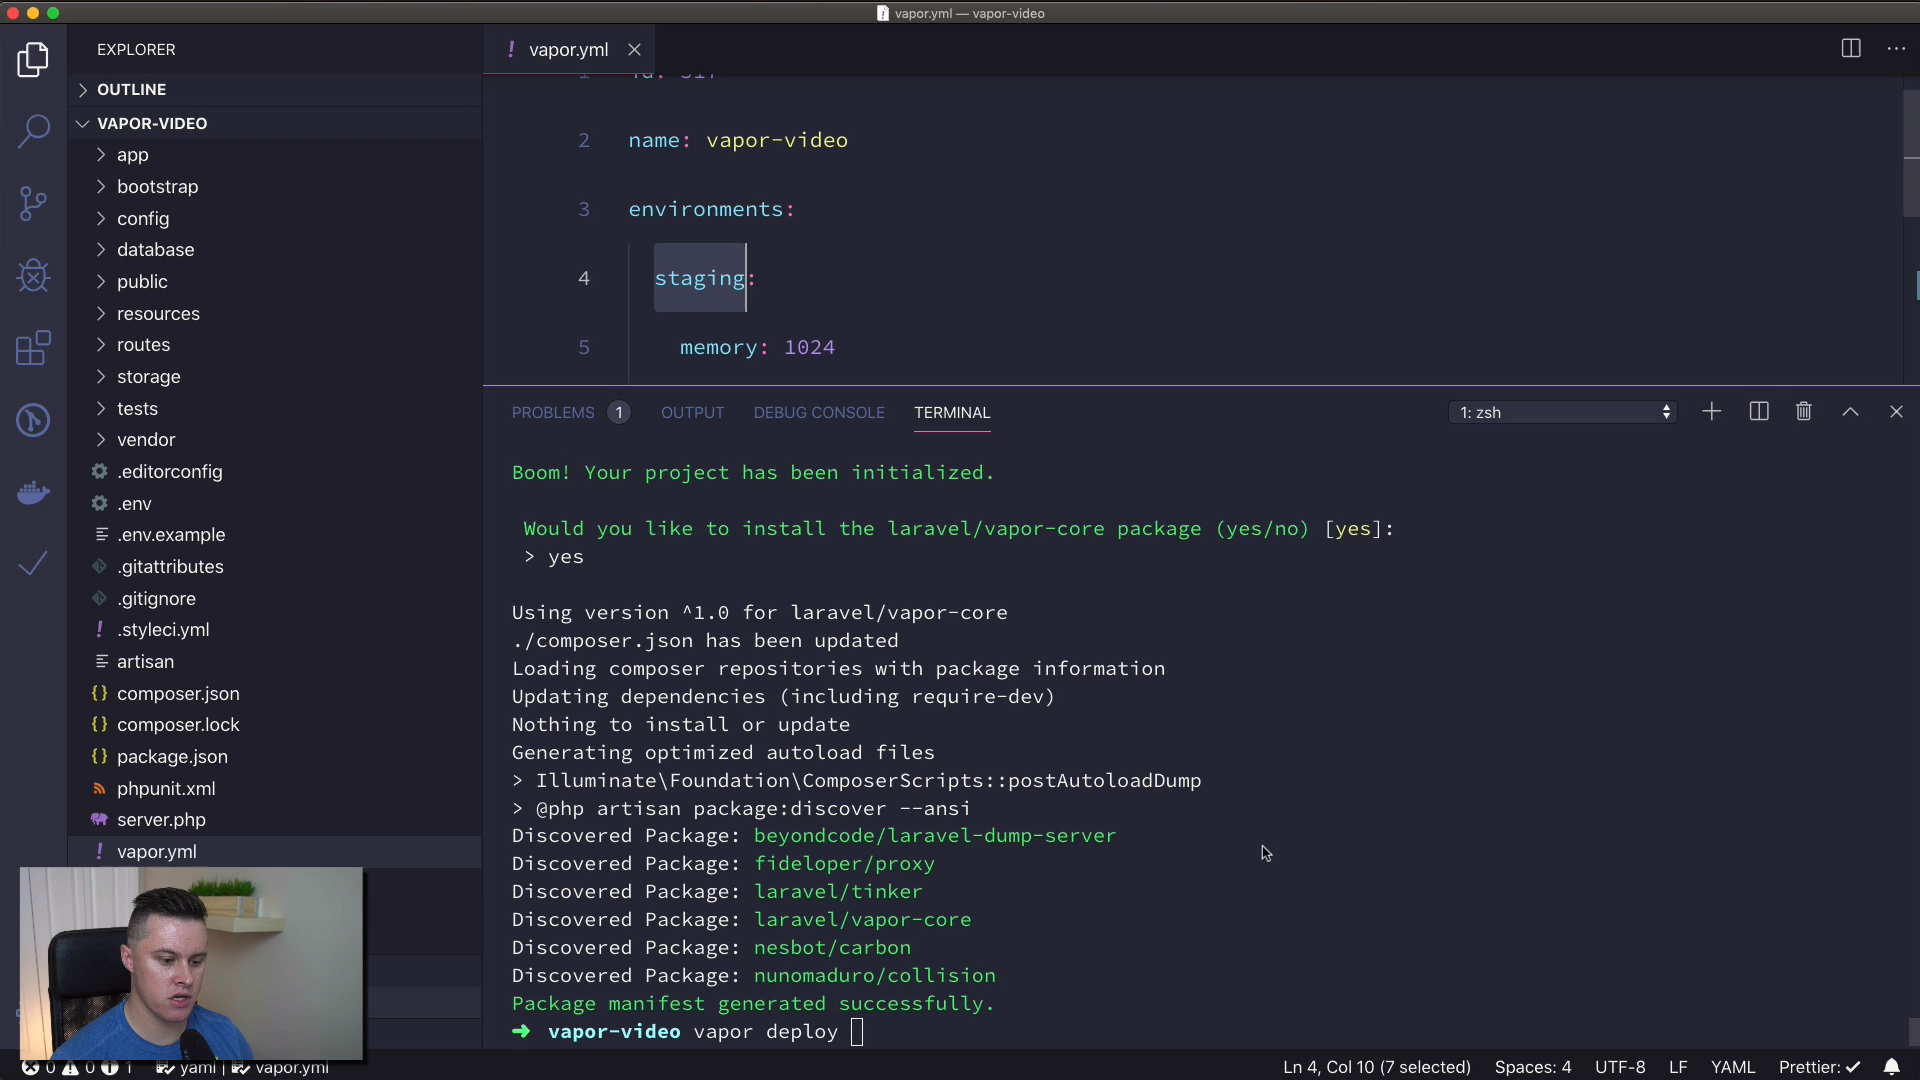 vapor.yml — vapor-video
EXPLORER
OUTLINE
VAPOR-VIDEO
app
bootstrap
config
database
public
resources
routes
storage
tests
vendor
.editorconfig
.env
.env.example
.gitattributes
.gitignore
.styleci.yml
artisan
composer.json
composer.lock
package.json
phpunit.xml
server.php
vapor.yml
! vapor.yml
1 id: 317
2 name: vapor-video
3 environments:
4 staging:
5 memory: 1024
PROBLEMS 1 OUTPUT DEBUG CONSOLE TERMINAL 1: zsh
Boom! Your project has been initialized.
Would you like to install the laravel/vapor-core package (yes/no) [yes]:
> yes
Using version ^1.0 for laravel/vapor-core
./composer.json has been updated
Loading composer repositories with package information
Updating dependencies (including require-dev)
Nothing to install or update
Generating optimized autoload files
> Illuminate\Foundation\ComposerScripts::postAutoloadDump
> @php artisan package:discover --ansi
Discovered Package: beyondcode/laravel-dump-server
Discovered Package: fideloper/proxy
Discovered Package: laravel/tinker
Discovered Package: laravel/vapor-core
Discovered Package: nesbot/carbon
Discovered Package: nunomaduro/collision
Package manifest generated successfully.
➜ vapor-video vapor deploy
0 0 1 yaml | vapor.yml Ln 4, Col 10 (7 selected) Spaces: 4 UTF-8 LF YAML Prettier: ✓